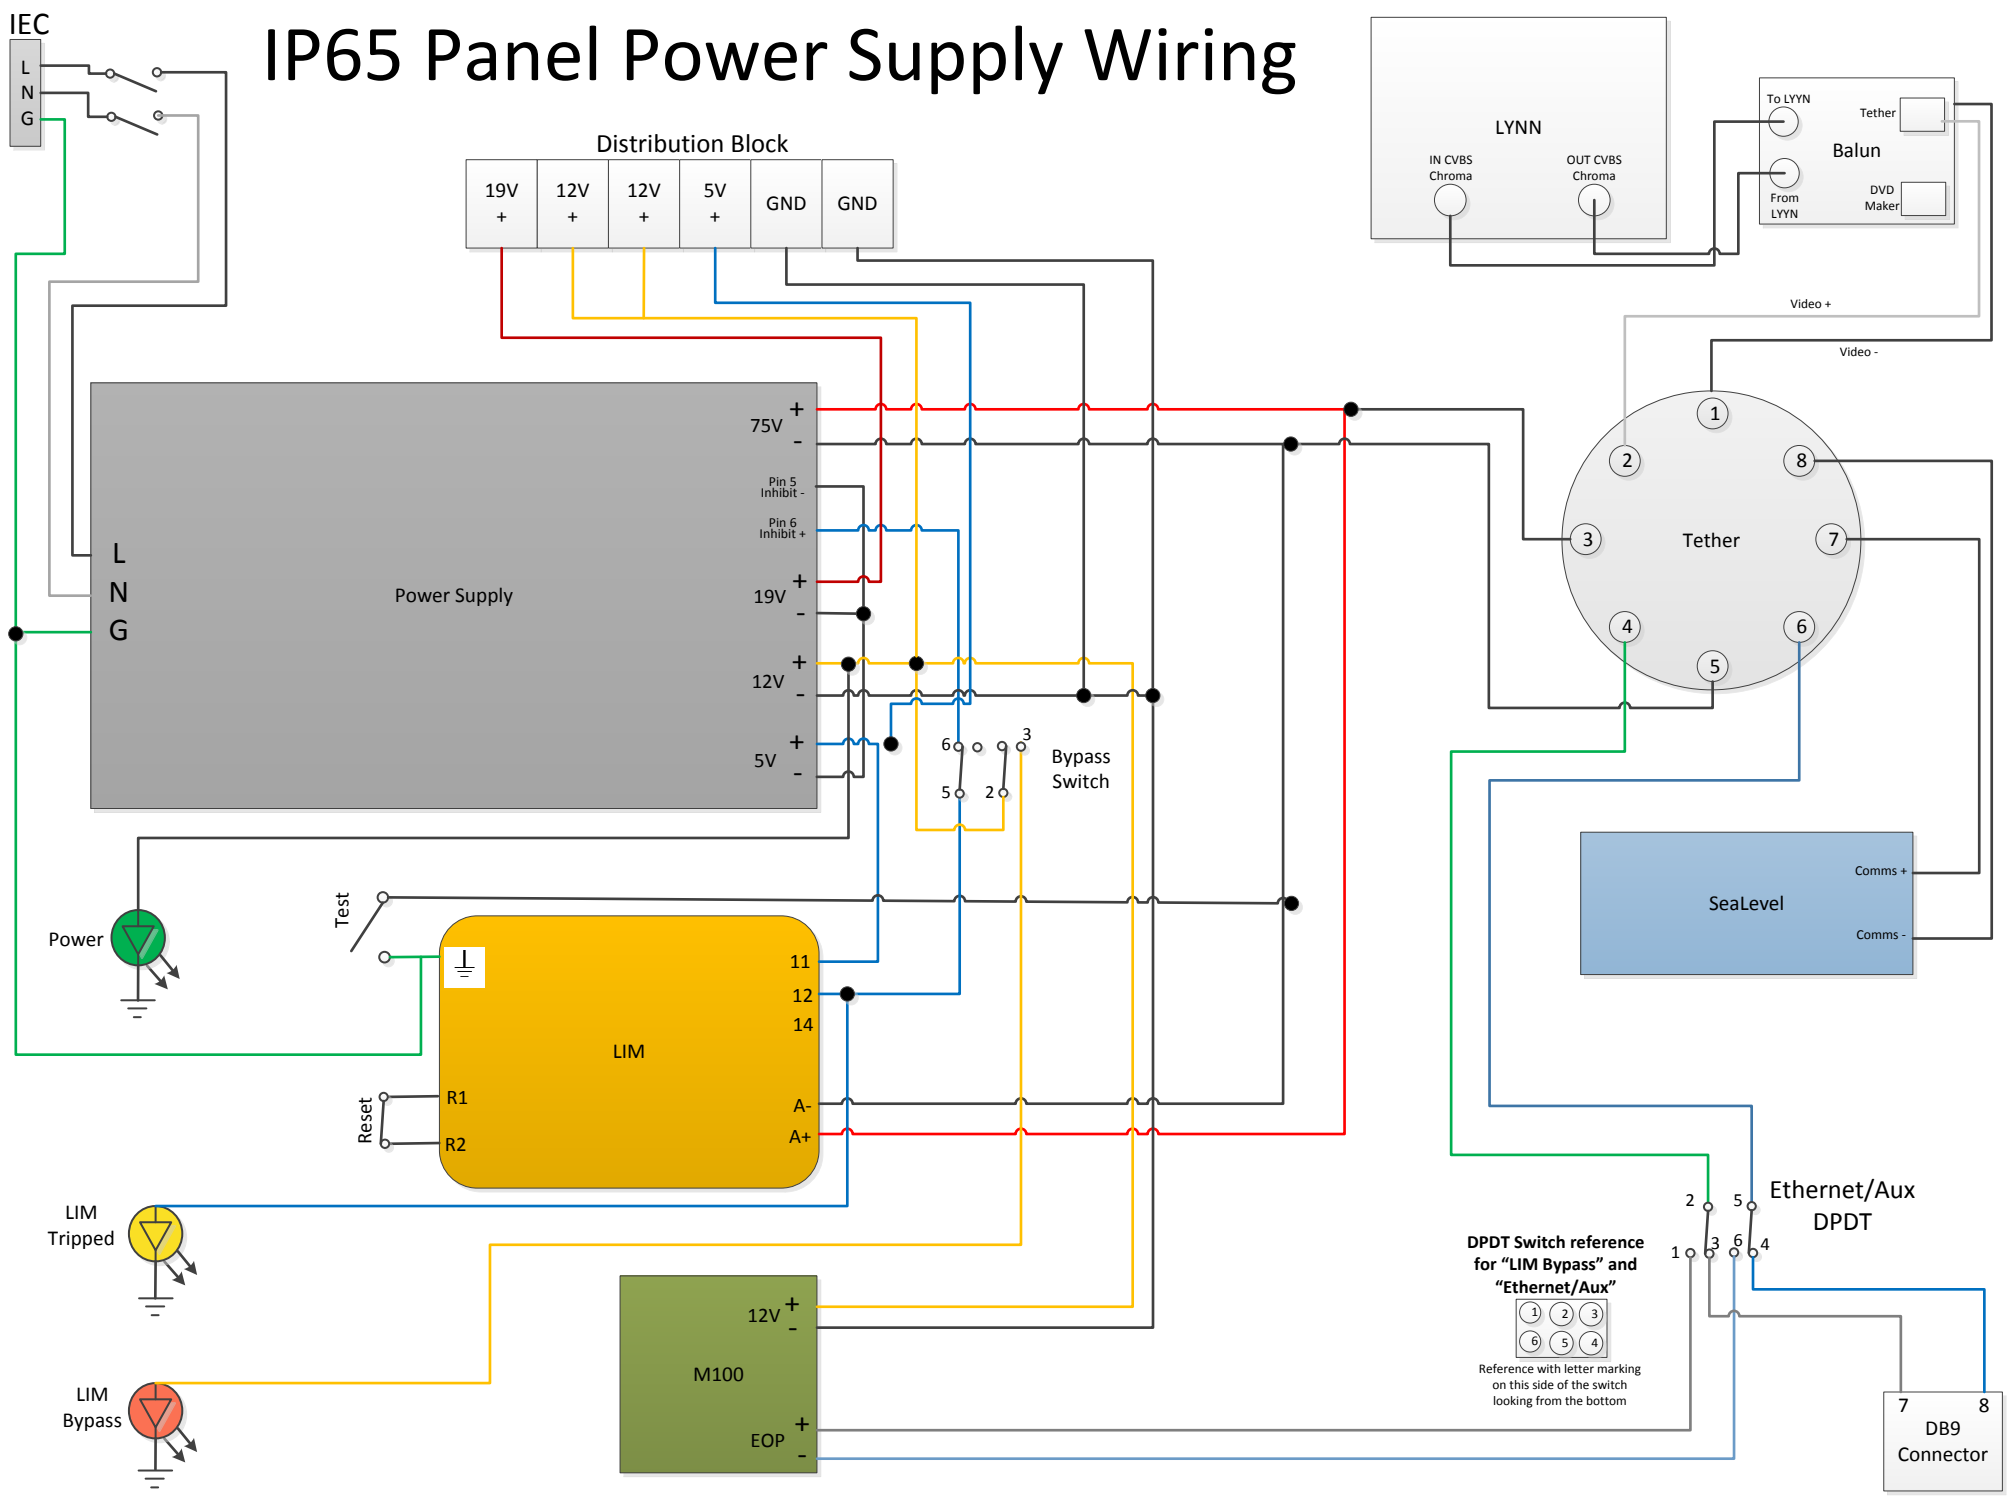 IEC
L
N
G
IP65 Panel Power Supply Wiring
Distribution Block
19V
+
12V
+
12V
+
5V
+
GND
GND
LYNN
IN CVBS
Chroma
OUT CVBS
Chroma
To LYYN
From
LYYN
Tether
Balun
DVD
Maker
Video +
Video -
Power Supply
L
N
G
+
75V
-
Pin 5
Inhibit -
Pin 6
Inhibit +
+
19V
-
+
12V
-
+
5V
-
Tether
1
2
3
4
5
6
7
8
6
3
5
2
Bypass
Switch
SeaLevel
Comms +
Comms -
Power
Test
LIM
11
12
14
A-
A+
R1
R2
Reset
LIM
Tripped
LIM
Bypass
M100
12V
+
-
EOP
+
-
Ethernet/Aux
DPDT
2
5
1
3
6
4
DPDT Switch reference
for “LIM Bypass” and
“Ethernet/Aux”
1 2 3
6 5 4
Reference with letter marking
on this side of the switch
looking from the bottom
7 8
DB9
Connector